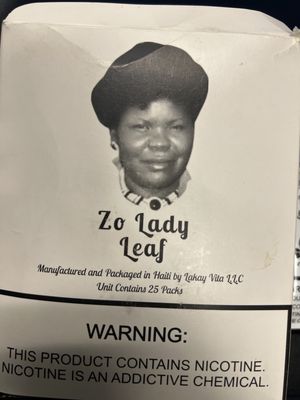 Zo Lady
Leaf
Manufactured and Packaged in Haiti by Lakay Vita LLC
Unit Contains 25 Packs
WARNING:
THIS PRODUCT CONTAINS NICOTINE.
NICOTINE IS AN ADDICTIVE CHEMICAL.